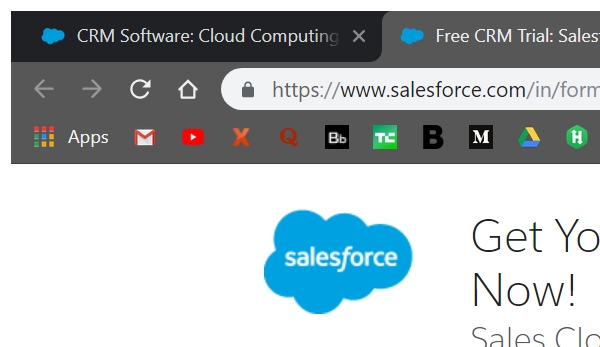 CRM Software: Cloud Computing
Free CRM Trial: Sales
https://www.salesforce.com/in/form
Apps
X
Q
Bb
TC
B
M
H
salesforce
Get Yo
Now!
Sales Clo